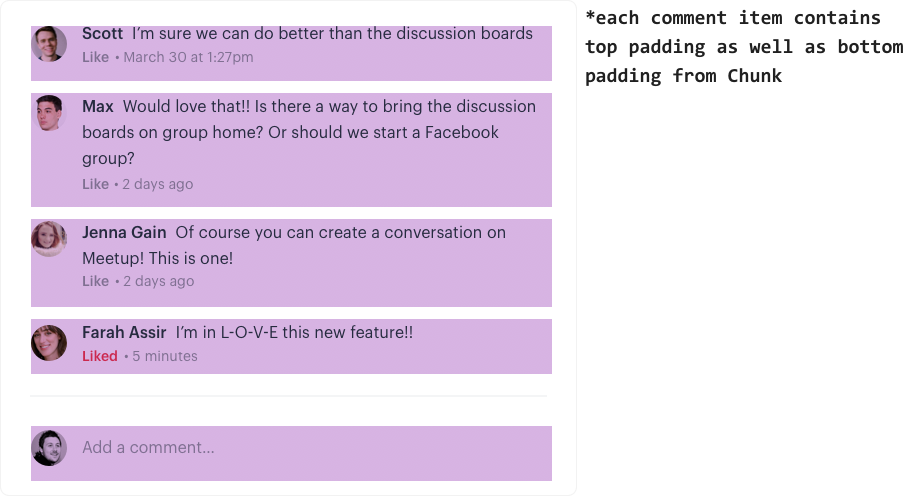 Scott I’m sure we can do better than the discussion boards
Like • March 30 at 1:27pm
Max Would love that!! Is there a way to bring the discussion
boards on group home? Or should we start a Facebook
group?
Like • 2 days ago
Jenna Gain Of course you can create a conversation on
Meetup! This is one!
Like • 2 days ago
Farah Assir I’m in L-O-V-E this new feature!!
Liked • 5 minutes
Add a comment...
*each comment item contains
top padding as well as bottom
padding from Chunk